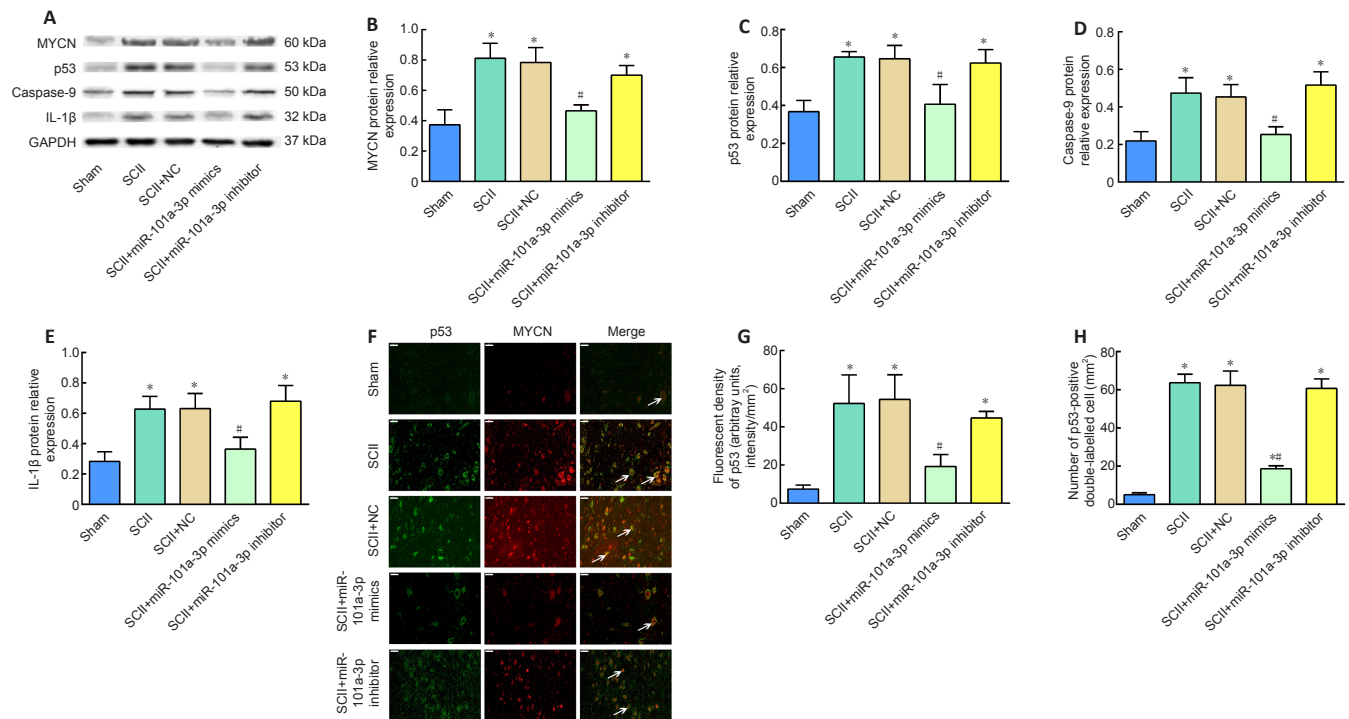 A
MYCN
60 kDa
p53
53 kDa
Caspase-9
50 kDa
IL-1β
32 kDa
GAPDH
37 kDa
Sham
SCII
SCII+NC
SCII+miR-101a-3p mimics
SCII+miR-101a-3p inhibitor
B
MYCN protein relative
expression
1.0
0.8
0.6
0.4
0.2
0
*
*
#
*
Sham
SCII
SCII+NC
SCII+miR-101a-3p mimics
SCII+miR-101a-3p inhibitor
C
p53 protein relative
expression
0.8
0.6
0.4
0.2
0
*
*
#
*
Sham
SCII
SCII+NC
SCII+miR-101a-3p mimics
SCII+miR-101a-3p inhibitor
D
Caspase-9 protein
relative expression
0.8
0.6
0.4
0.2
0
*
*
#
*
Sham
SCII
SCII+NC
SCII+miR-101a-3p mimics
SCII+miR-101a-3p inhibitor
E
IL-1β protein relative
expression
1.0
0.8
0.6
0.4
0.2
0
*
*
#
*
Sham
SCII
SCII+NC
SCII+miR-101a-3p mimics
SCII+miR-101a-3p inhibitor
F
p53
MYCN
Merge
Sham
SCII
SCII+NC
SCII+miR-
101a-3p
mimics
SCII+miR-
101a-3p
inhibitor
G
Fluorescent density
of p53 (arbitray units,
intensity/mm²)
80
60
40
20
0
*
*
#
*
Sham
SCII
SCII+NC
SCII+miR-101a-3p mimics
SCII+miR-101a-3p inhibitor
H
Number of p53-positive
double-labelled cell (mm²)
80
60
40
20
0
*
*
*#
*
Sham
SCII
SCII+NC
SCII+miR-101a-3p mimics
SCII+miR-101a-3p inhibitor